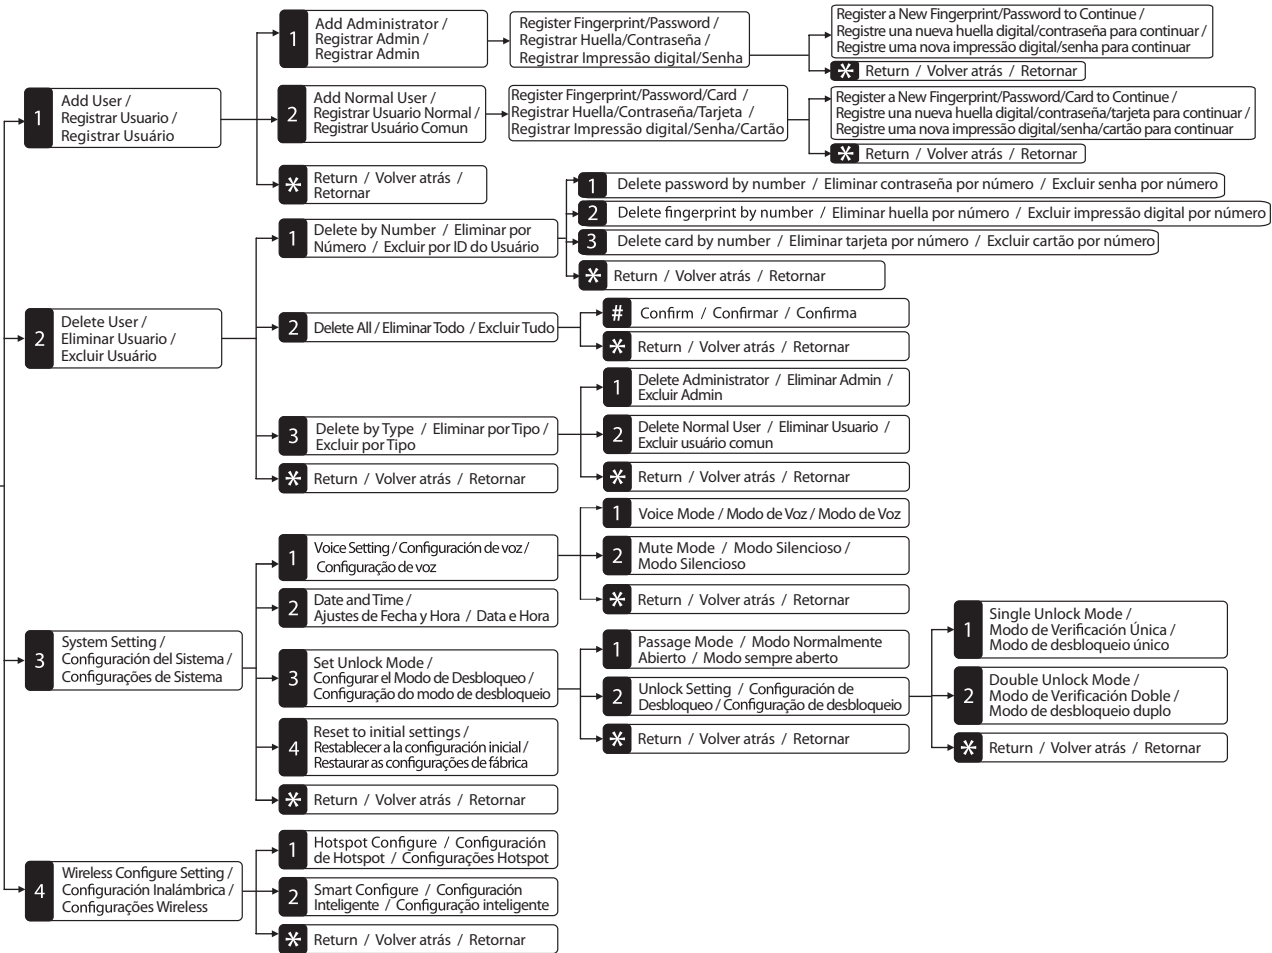 1
Add User /
Registrar Usuario /
Registrar Usuário
1
Add Administrator /
Registrar Admin /
Registrar Admin
Register Fingerprint/Password /
Registrar Huella/Contraseña /
Registrar Impressão digital/Senha
Register a New Fingerprint/Password to Continue /
Registre una nueva huella digital/contraseña para continuar /
Registre uma nova impressão digital/senha para continuar
* Return / Volver atrás / Retornar
2
Add Normal User /
Registrar Usuario Normal /
Registrar Usuário Comun
Register Fingerprint/Password/Card /
Registrar Huella/Contraseña/Tarjeta /
Registrar Impressão digital/Senha/Cartão
Register a New Fingerprint/Password/Card to Continue /
Registre una nueva huella digital/contraseña/tarjeta para continuar /
Registre uma nova impressão digital/senha/cartão para continuar
* Return / Volver atrás / Retornar
*
Return / Volver atrás /
Retornar
2
Delete User /
Eliminar Usuario /
Excluir Usuário
1
Delete by Number / Eliminar por
Número / Excluir por ID do Usuário
1 Delete password by number / Eliminar contraseña por número / Excluir senha por número
2 Delete fingerprint by number / Eliminar huella por número / Excluir impressão digital por número
3 Delete card by number / Eliminar tarjeta por número / Excluir cartão por número
* Return / Volver atrás / Retornar
2 Delete All / Eliminar Todo / Excluir Tudo
# Confirm / Confirmar / Confirma
* Return / Volver atrás / Retornar
3
Delete by Type / Eliminar por Tipo /
Excluir por Tipo
1
Delete Administrator / Eliminar Admin /
Excluir Admin
2
Delete Normal User / Eliminar Usuario /
Excluir usuário comun
* Return / Volver atrás / Retornar
* Return / Volver atrás / Retornar
3
System Setting /
Configuración del Sistema /
Configurações de Sistema
1
Voice Setting / Configuración de voz /
Configuração de voz
1 Voice Mode / Modo de Voz / Modo de Voz
2
Mute Mode / Modo Silencioso /
Modo Silencioso
* Return / Volver atrás / Retornar
2
Date and Time /
Ajustes de Fecha y Hora / Data e Hora
3
Set Unlock Mode /
Configurar el Modo de Desbloqueo /
Configuração do modo de desbloqueio
1
Passage Mode / Modo Normalmente
Abierto / Modo sempre aberto
2
Unlock Setting / Configuración de
Desbloqueo / Configuração de desbloqueio
1
Single Unlock Mode /
Modo de Verificación Única /
Modo de desbloqueio único
2
Double Unlock Mode /
Modo de Verificación Doble /
Modo de desbloqueio duplo
* Return / Volver atrás / Retornar
* Return / Volver atrás / Retornar
4
Reset to initial settings /
Restablecer a la configuración inicial /
Restaurar as configurações de fábrica
* Return / Volver atrás / Retornar
4
Wireless Configure Setting /
Configuración Inalámbrica /
Configurações Wireless
1
Hotspot Configure / Configuración
de Hotspot / Configurações Hotspot
2
Smart Configure / Configuración
Inteligente / Configuração inteligente
* Return / Volver atrás / Retornar